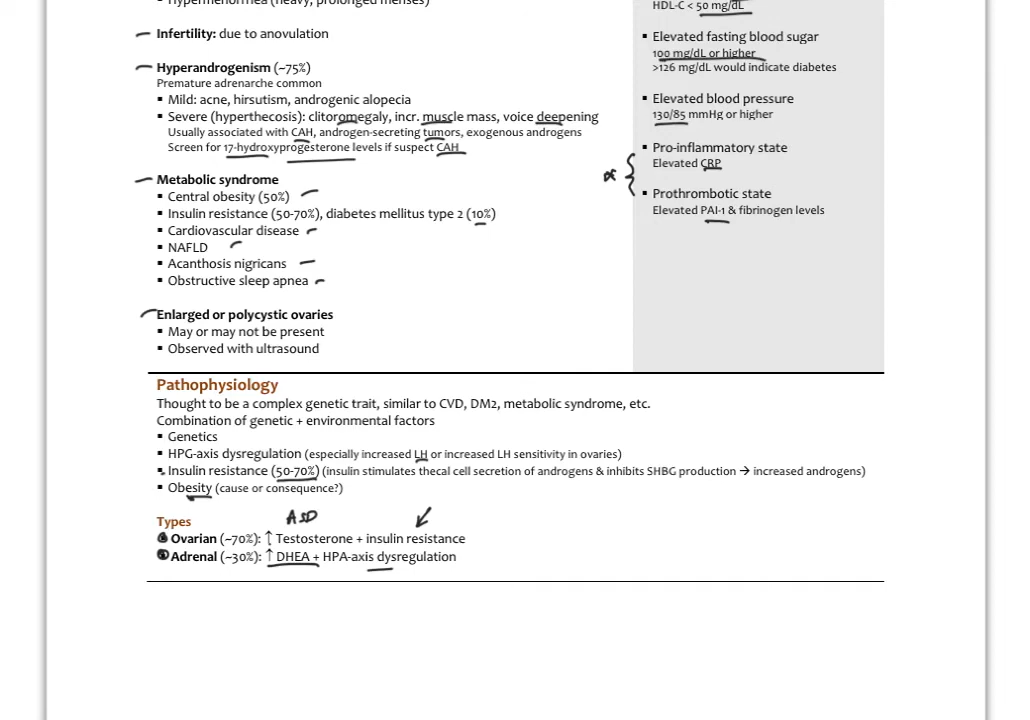 ▪ Hypermenorrhea (heavy, prolonged menses)
Infertility: due to anovulation
Hyperandrogenism (~75%)
Premature adrenarche common
▪ Mild: acne, hirsutism, androgenic alopecia
▪ Severe (hyperthecosis): clitoromegaly, incr. muscle mass, voice deepening
Usually associated with CAH, androgen-secreting tumors, exogenous androgens
Screen for 17-hydroxyprogesterone levels if suspect CAH
Metabolic syndrome
▪ Central obesity (50%)
▪ Insulin resistance (50-70%), diabetes mellitus type 2 (10%)
▪ Cardiovascular disease
▪ NAFLD
▪ Acanthosis nigricans
▪ Obstructive sleep apnea
Enlarged or polycystic ovaries
▪ May or may not be present
▪ Observed with ultrasound
HDL-C < 50 mg/dL
▪ Elevated fasting blood sugar
100 mg/dL or higher
>126 mg/dL would indicate diabetes
▪ Elevated blood pressure
130/85 mmHg or higher
▪ Pro-inflammatory state
Elevated CRP
▪ Prothrombotic state
Elevated PAI-1 & fibrinogen levels
Pathophysiology
Thought to be a complex genetic trait, similar to CVD, DM2, metabolic syndrome, etc.
Combination of genetic + environmental factors
▪ Genetics
▪ HPG-axis dysregulation (especially increased LH or increased LH sensitivity in ovaries)
▪ Insulin resistance (50-70%) (insulin stimulates thecal cell secretion of androgens & inhibits SHBG production → increased androgens)
▪ Obesity (cause or consequence?)
Types
ASD
Ovarian (~70%): ↑ Testosterone + insulin resistance
Adrenal (~30%): ↑ DHEA + HPA-axis dysregulation